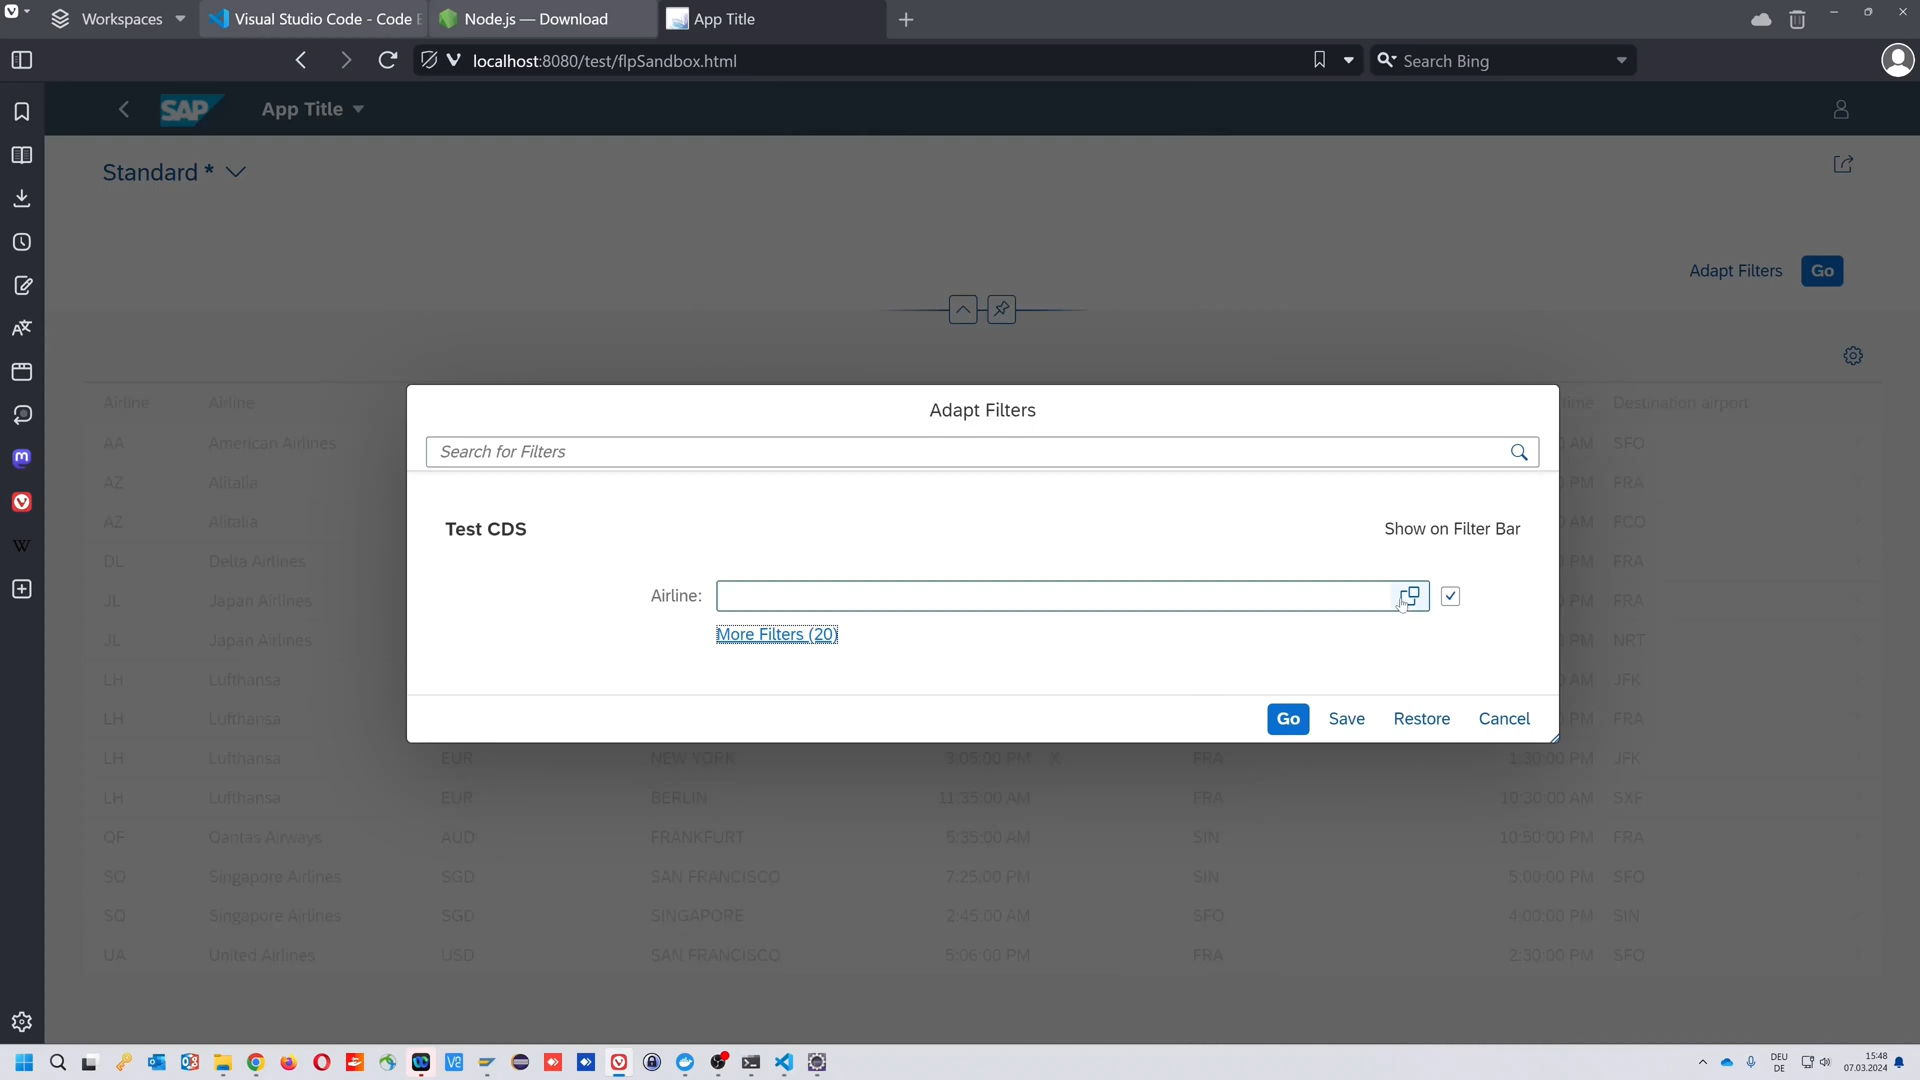 Workspaces
Visual Studio Code - Code E
Node.js — Download
App Title
localhost:8080/test/flpSandbox.html
Search Bing
SAP
App Title
Standard *
Adapt Filters
Go
Adapt Filters
Search for Filters
Test CDS
Show on Filter Bar
Airline:
More Filters (20)
Go
Save
Restore
Cancel
Airline Airline time Destination airport
AA American Airlines AM SFO
AZ Alitalia PM FRA
AZ Alitalia AM FCO
DL Delta Airlines PM FRA
JL Japan Airlines PM FRA
JL Japan Airlines PM NRT
LH Lufthansa AM JFK
LH Lufthansa PM FRA
LH Lufthansa EUR NEW YORK 3:05:00 PM X FRA 1:30:00 PM JFK
LH Lufthansa EUR BERLIN 11:35:00 AM FRA 10:30:00 AM SXF
QF Qantas Airways AUD FRANKFURT 5:35:00 AM SIN 10:50:00 PM FRA
SQ Singapore Airlines SGD SAN FRANCISCO 7:25:00 PM SIN 5:00:00 PM SFO
SQ Singapore Airlines SGD SINGAPORE 2:45:00 AM SFO 4:00:00 PM SIN
UA United Airlines USD SAN FRANCISCO 5:06:00 PM FRA 2:30:00 PM SFO
DEU
DE
15:48
07.03.2024